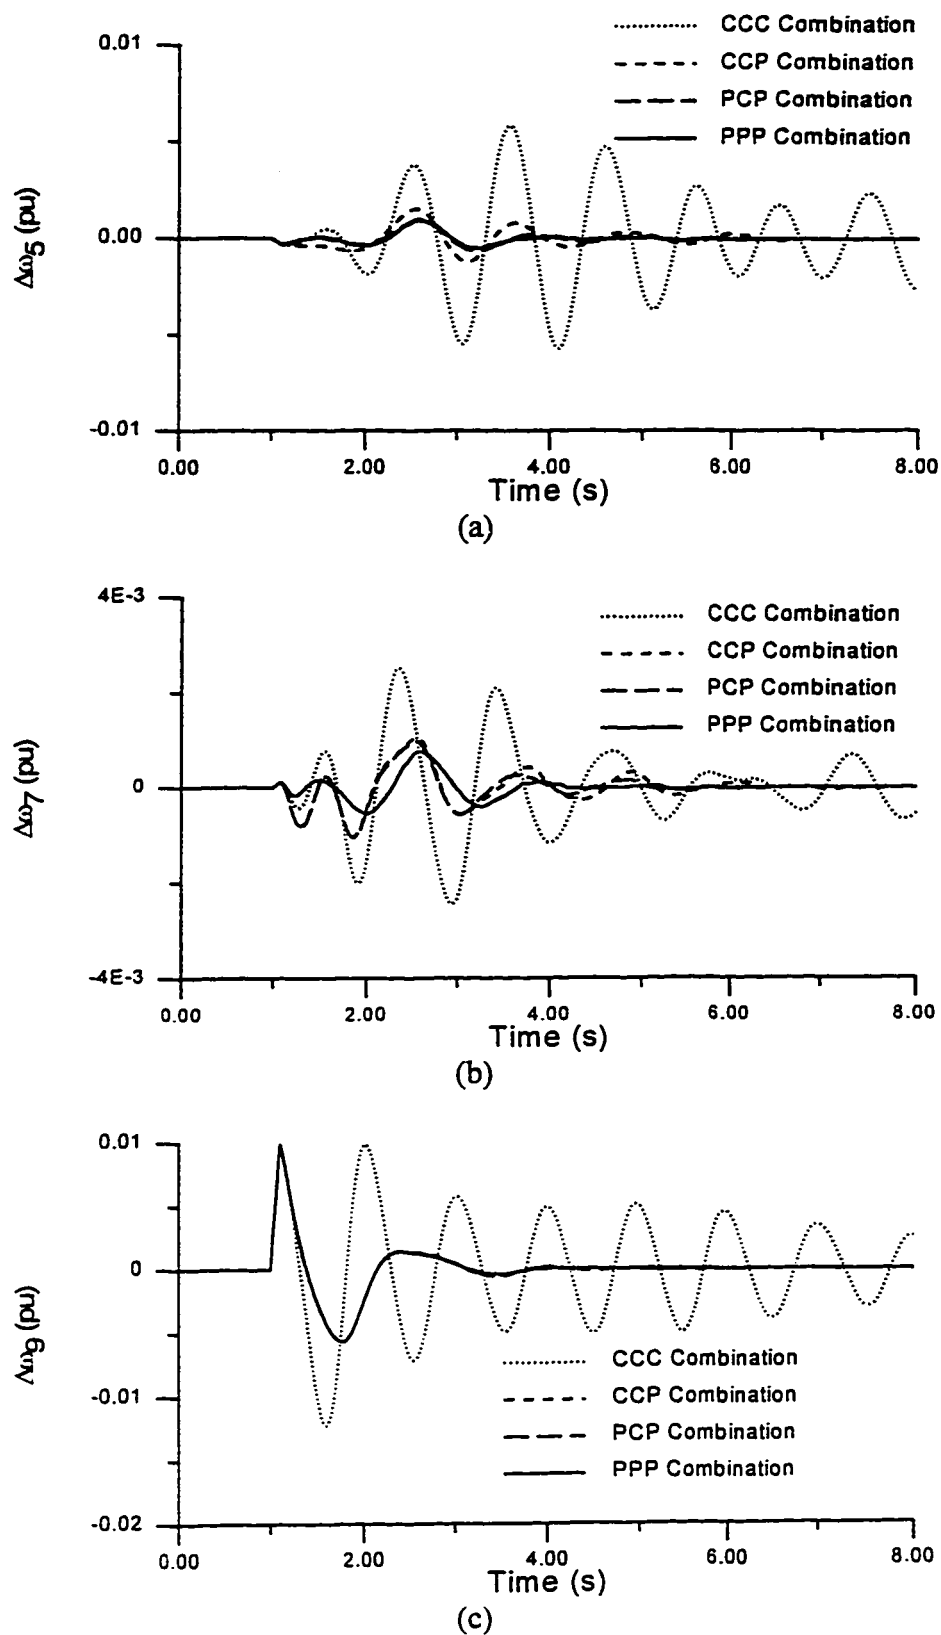 CCC Combination
CCP Combination
PCP Combination
PPP Combination
0.01
0.00
-0.01
Δω5 (pu)
0.00 2.00 4.00 6.00 8.00
Time (s)
(a)
4E-3
0
-4E-3
Δω7 (pu)
CCC Combination
CCP Combination
PCP Combination
PPP Combination
0.00 2.00 4.00 6.00 8.00
Time (s)
(b)
0.01
0
-0.01
-0.02
Δω9 (pu)
CCC Combination
CCP Combination
PCP Combination
PPP Combination
0.00 2.00 4.00 6.00 8.00
Time (s)
(c)